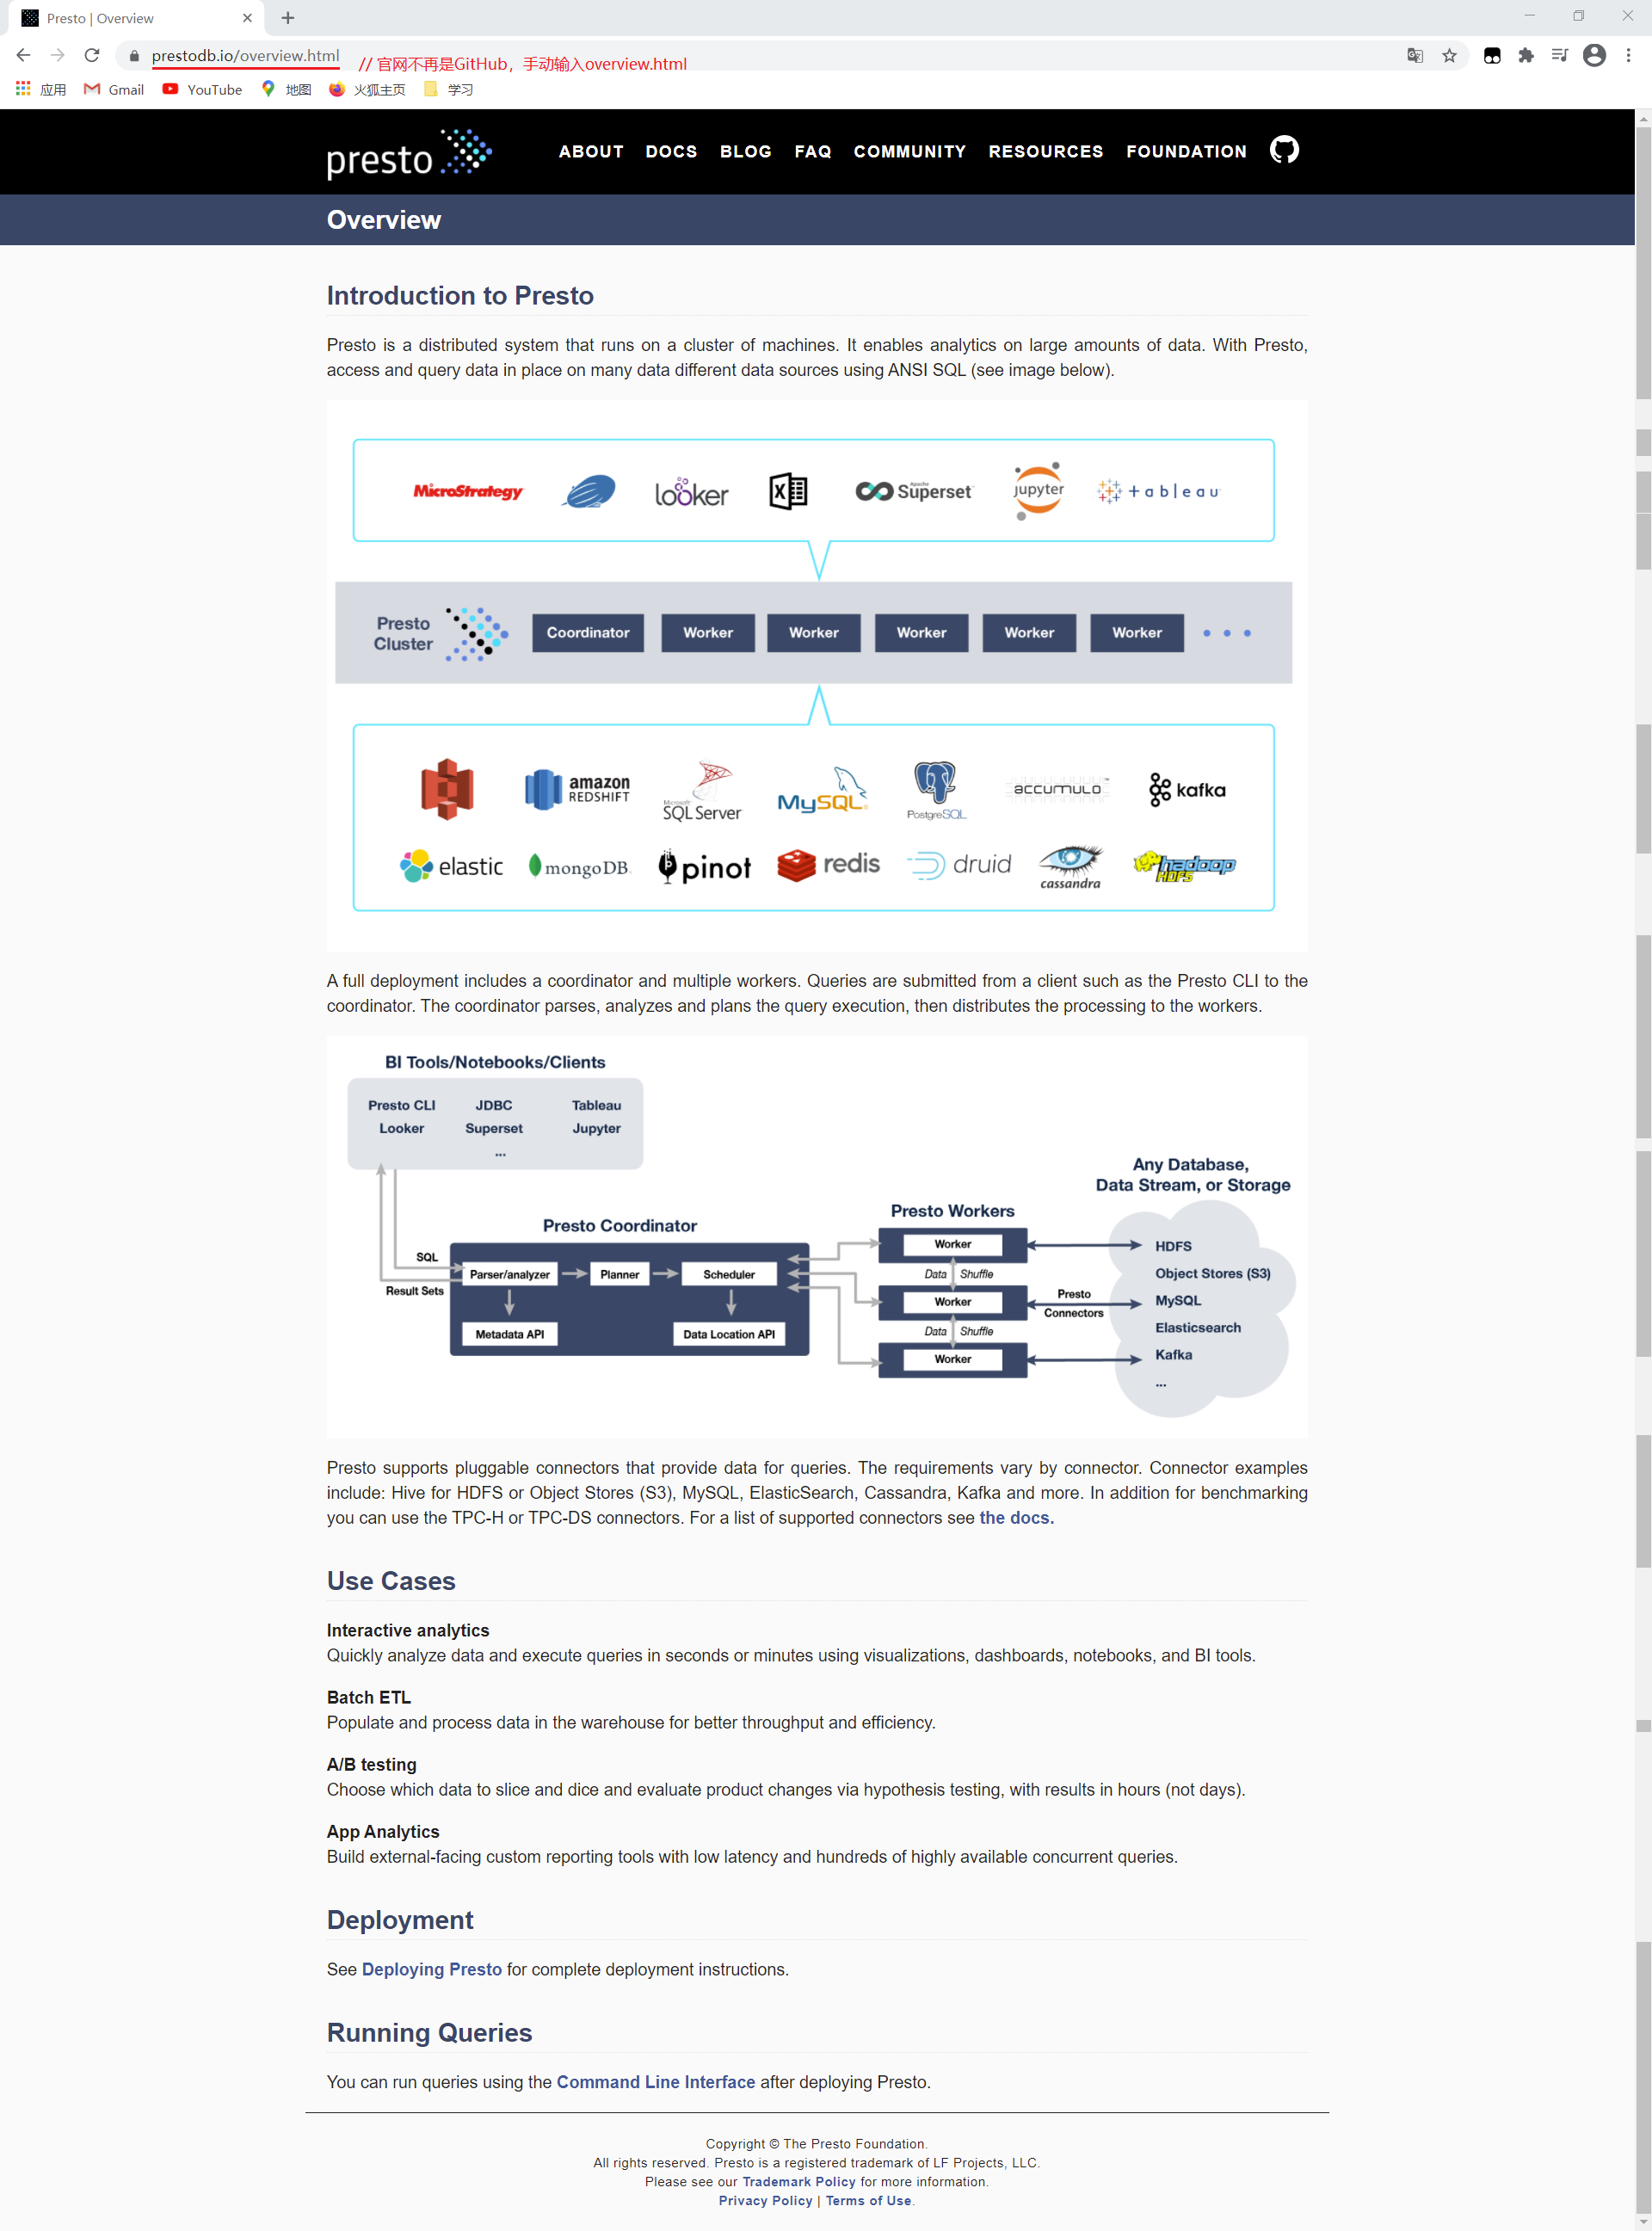 Presto | Overview
prestodb.io/overview.html
// 官网不再是GitHub，手动输入overview.html
应用 Gmail YouTube 地图 火狐主页 学习
presto
ABOUT DOCS BLOG FAQ COMMUNITY RESOURCES FOUNDATION
Overview
Introduction to Presto
Presto is a distributed system that runs on a cluster of machines. It enables analytics on large amounts of data. With Presto,
access and query data in place on many data different data sources using ANSI SQL (see image below).
MicroStrategy looker X Apache Superset jupyter +ableau
Presto Cluster Coordinator Worker Worker Worker Worker Worker
amazon REDSHIFT Microsoft SQL Server MySQL PostgreSQL accumulo kafka
elastic mongoDB pinot redis druid cassandra hadoop HDFS
A full deployment includes a coordinator and multiple workers. Queries are submitted from a client such as the Presto CLI to the
coordinator. The coordinator parses, analyzes and plans the query execution, then distributes the processing to the workers.
BI Tools/Notebooks/Clients
Presto CLI JDBC Tableau
Looker Superset Jupyter
...
Any Database,
Data Stream, or Storage
Presto Workers
Presto Coordinator
SQL
Result Sets
Parser/analyzer Planner Scheduler
Metadata API Data Location API
Worker
Data Shuffle
Worker
Data Shuffle
Worker
Presto
Connectors
HDFS
Object Stores (S3)
MySQL
Elasticsearch
Kafka
...
Presto supports pluggable connectors that provide data for queries. The requirements vary by connector. Connector examples
include: Hive for HDFS or Object Stores (S3), MySQL, ElasticSearch, Cassandra, Kafka and more. In addition for benchmarking
you can use the TPC-H or TPC-DS connectors. For a list of supported connectors see the docs.
Use Cases
Interactive analytics
Quickly analyze data and execute queries in seconds or minutes using visualizations, dashboards, notebooks, and BI tools.
Batch ETL
Populate and process data in the warehouse for better throughput and efficiency.
A/B testing
Choose which data to slice and dice and evaluate product changes via hypothesis testing, with results in hours (not days).
App Analytics
Build external-facing custom reporting tools with low latency and hundreds of highly available concurrent queries.
Deployment
See Deploying Presto for complete deployment instructions.
Running Queries
You can run queries using the Command Line Interface after deploying Presto.
Copyright © The Presto Foundation.
All rights reserved. Presto is a registered trademark of LF Projects, LLC.
Please see our Trademark Policy for more information.
Privacy Policy | Terms of Use.